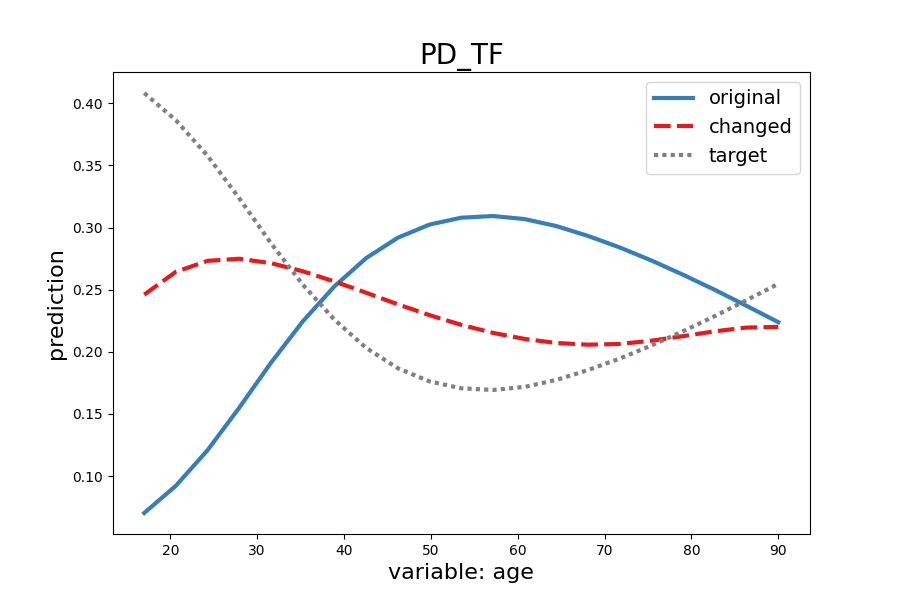 PD_TF
original
changed
target
prediction
0.40
0.35
0.30
0.25
0.20
0.15
0.10
20 30 40 50 60 70 80 90
variable: age